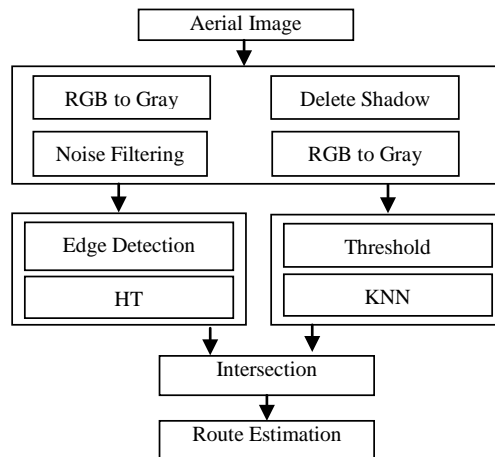 Aerial Image
RGB to Gray
Delete Shadow
Noise Filtering
RGB to Gray
Edge Detection
Threshold
HT
KNN
Intersection
Route Estimation